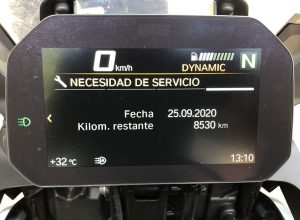 0 km/h
DYNAMIC N
NECESIDAD DE SERVICIO
Fecha 25.09.2020
Kilom. restante 8530 km
+32 °C 13:10